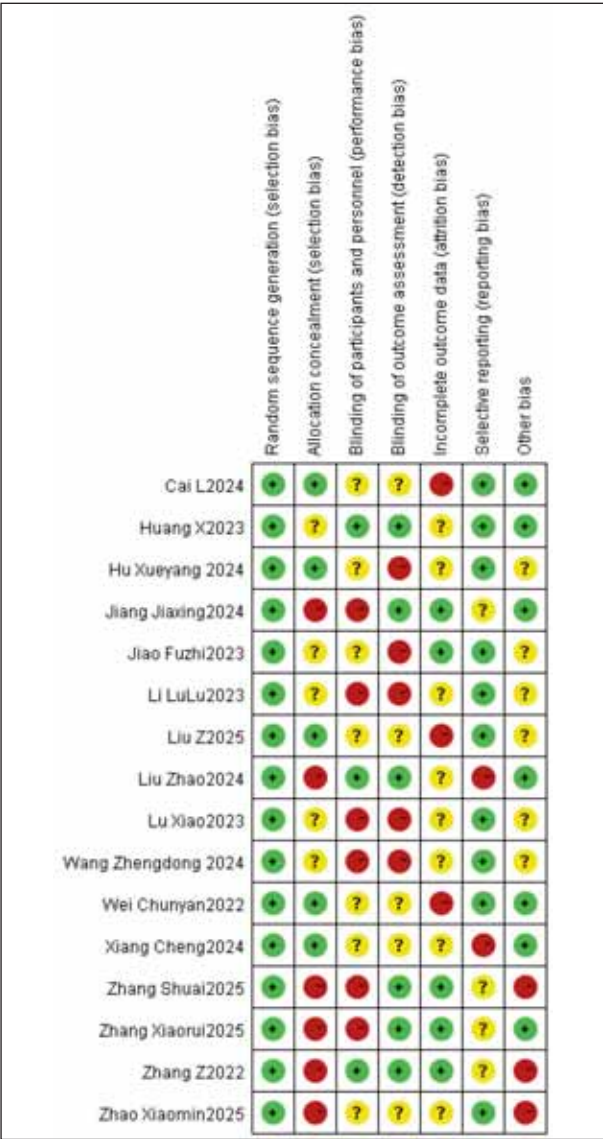 Random sequence generation (selection bias)
Allocation concealment (selection bias)
Blinding of participants and personnel (performance bias)
Blinding of outcome assessment (detection bias)
Incomplete outcome data (attrition bias)
Selective reporting (reporting bias)
Other bias
Cai L2024 + + ? ? - + +
Huang X2023 + ? + + ? + +
Hu Xueyang 2024 + + ? - ? + ?
Jiang Jiaxing2024 + - - + + ? +
Jiao Fuzhi2023 + ? ? - + + ?
Li LuLu2023 + ? - - ? + ?
Liu Z2025 + + ? ? - + ?
Liu Zhao2024 + - + + ? - +
Lu Xiao2023 + ? - - ? + ?
Wang Zhengdong 2024 + ? - - ? + ?
Wei Chunyan2022 + + ? ? - + +
Xiang Cheng2024 + + ? ? ? - +
Zhang Shuai2025 + - - + + ? -
Zhang Xiaorui2025 + - - + + ? +
Zhang Z2022 + - + + + ? -
Zhao Xiaomin2025 + - ? ? ? + -